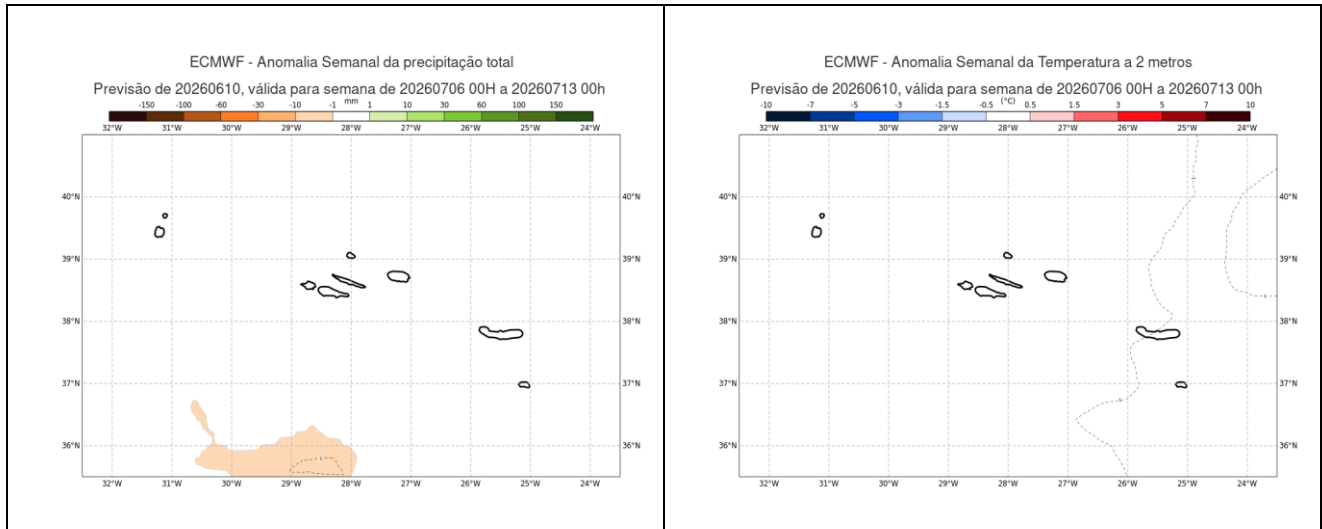 ECMWF - Anomalia Semanal da precipitação total
Previsão de 20260610, válida para semana de 20260706 00H a 20260713 00h
-150 -100 -60 -30 -10 -1 mm 1 10 30 60 100 150
32°W 31°W 30°W 29°W 28°W 27°W 26°W 25°W 24°W
40°N 40°N
39°N 39°N
38°N 38°N
37°N 37°N
36°N 36°N
32°W 31°W 30°W 29°W 28°W 27°W 26°W 25°W 24°W
ECMWF - Anomalia Semanal da Temperatura a 2 metros
Previsão de 20260610, válida para semana de 20260706 00H a 20260713 00h
-10 -7 -5 -3 -1.5 -0.5 (°C) 0.5 1.5 3 5 7 10
32°W 31°W 30°W 29°W 28°W 27°W 26°W 25°W 24°W
40°N 40°N
39°N 39°N
38°N 38°N
37°N 37°N
36°N 36°N
32°W 31°W 30°W 29°W 28°W 27°W 26°W 25°W 24°W